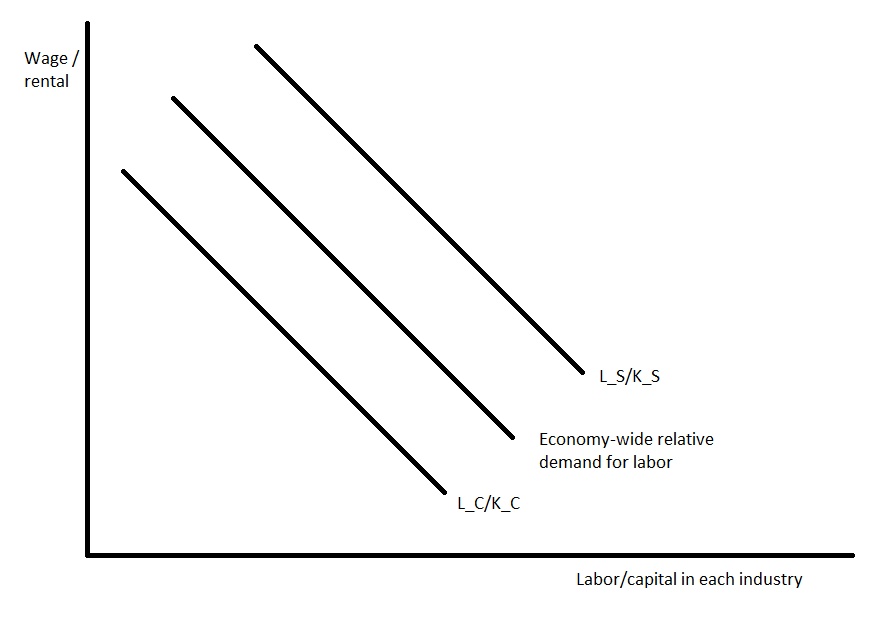 Wage /
rental
L_S/K_S
Economy-wide relative
demand for labor
L_C/K_C
Labor/capital in each industry